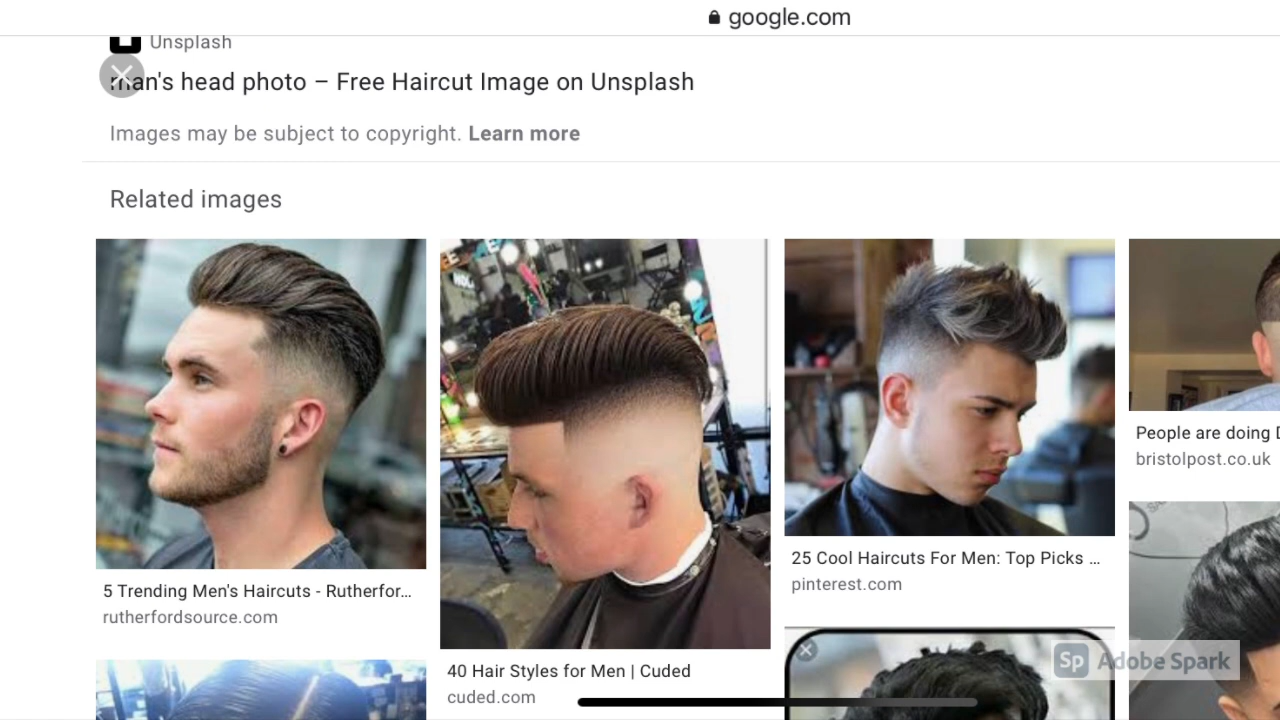 google.com
Unsplash
man's head photo – Free Haircut Image on Unsplash
Images may be subject to copyright. Learn more
Related images
5 Trending Men's Haircuts - Rutherfor...
rutherfordsource.com
40 Hair Styles for Men | Cuded
cuded.com
25 Cool Haircuts For Men: Top Picks ...
pinterest.com
People are doing
bristolpost.co.uk
Sp Adobe Spark